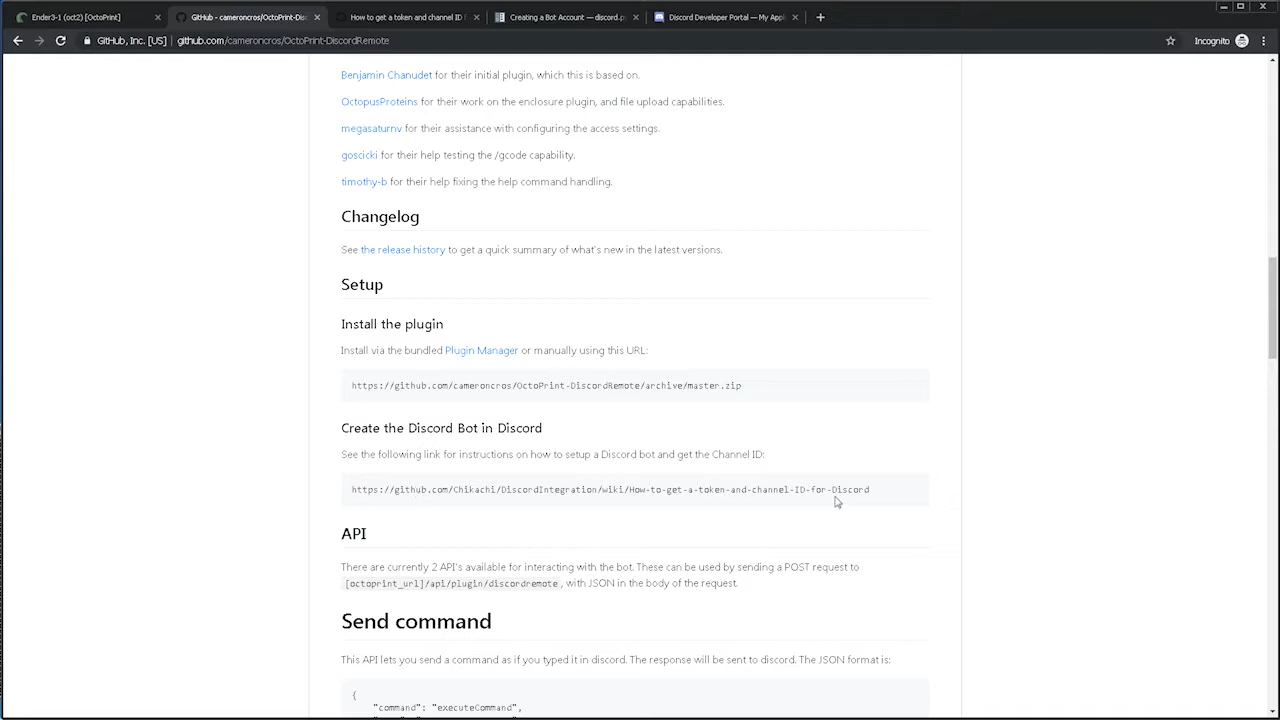 Ender3-1 (oct2) [OctoPrint]
GitHub - cameroncros/OctoPrint-Disc
How to get a token and channel ID f
Creating a Bot Account — discord.p
Discord Developer Portal — My Appl
GitHub, Inc. [US]
github.com/cameroncros/OctoPrint-DiscordRemote
Incognito
Benjamin Chanudet for their initial plugin, which this is based on.
OctopusProteins for their work on the enclosure plugin, and file upload capabilities.
megasaturnv for their assistance with configuring the access settings.
goscicki for their help testing the /gcode capability.
timothy-b for their help fixing the help command handling.
Changelog
See the release history to get a quick summary of what's new in the latest versions.
Setup
Install the plugin
Install via the bundled Plugin Manager or manually using this URL:
https://github.com/cameroncros/OctoPrint-DiscordRemote/archive/master.zip
Create the Discord Bot in Discord
See the following link for instructions on how to setup a Discord bot and get the Channel ID:
https://github.com/Chikachi/DiscordIntegration/wiki/How-to-get-a-token-and-channel-ID-for-Discord
API
There are currently 2 API's available for interacting with the bot. These can be used by sending a POST request to
[octoprint_url]/api/plugin/discordremote, with JSON in the body of the request.
Send command
This API lets you send a command as if you typed it in discord. The response will be sent to discord. The JSON format is:
{
"command": "executeCommand",